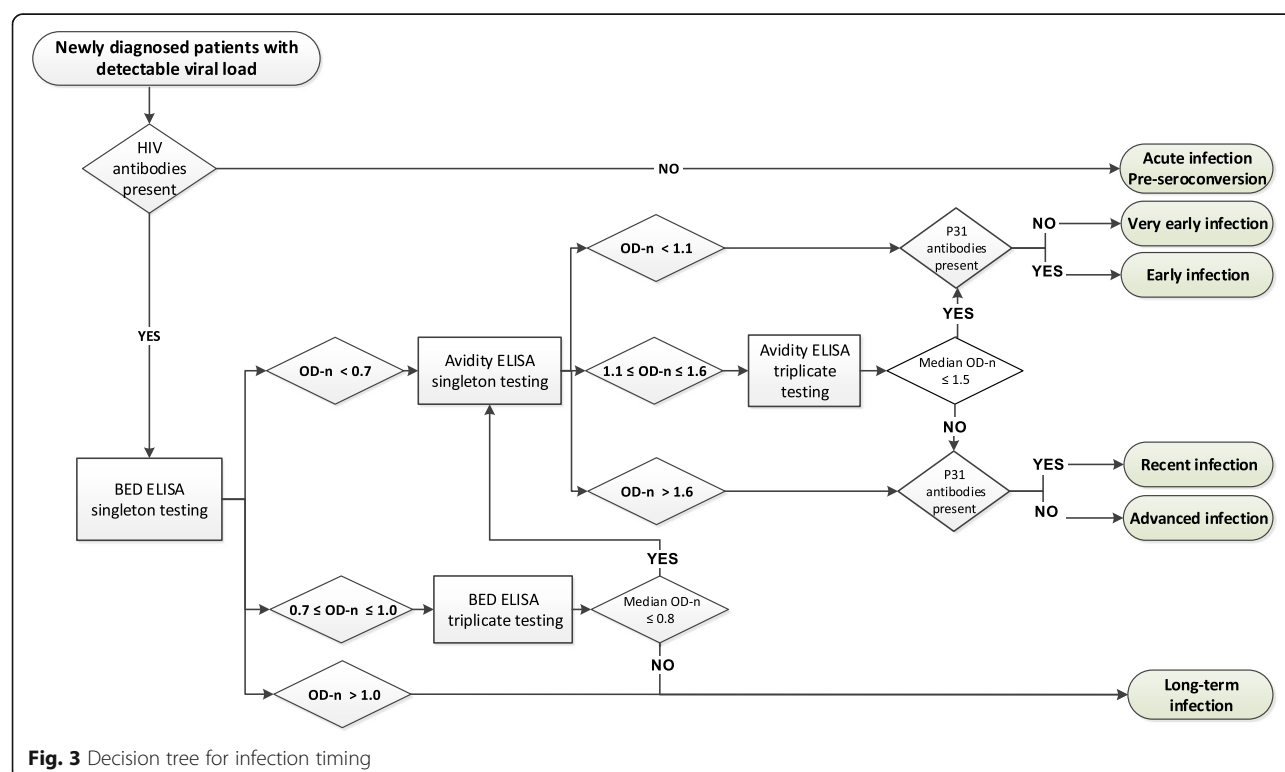 Newly diagnosed patients with
detectable viral load
HIV
antibodies
present
NO
Acute infection
Pre-seroconversion
OD-n < 1.1
P31
antibodies
present
NO
Very early infection
YES
Early infection
YES
YES
OD-n < 0.7
Avidity ELISA
singleton testing
1.1 ≤ OD-n ≤ 1.6
Avidity ELISA
triplicate
testing
Median OD-n
≤ 1.5
NO
BED ELISA
singleton testing
OD-n > 1.6
P31
antibodies
present
YES
Recent infection
NO
Advanced infection
YES
0.7 ≤ OD-n ≤ 1.0
BED ELISA
triplicate testing
Median OD-n
≤ 0.8
NO
OD-n > 1.0
Long-term
infection
Fig. 3 Decision tree for infection timing